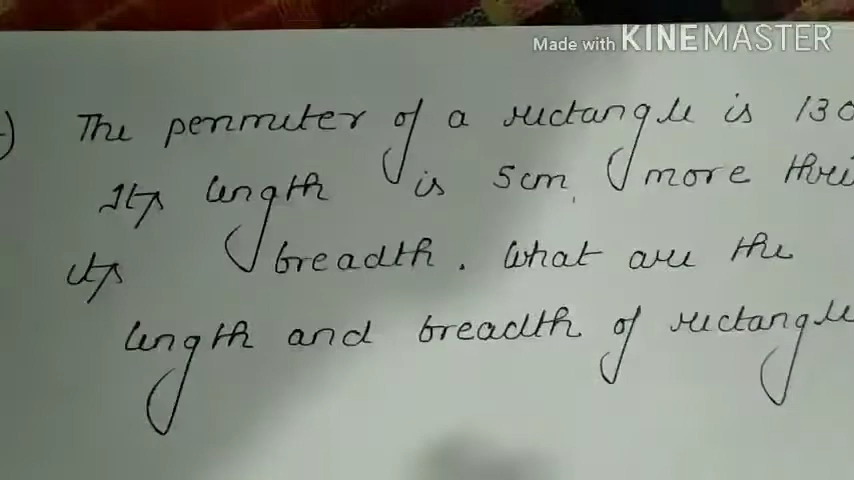 Made with KINEMASTER
The perimeter of a rectangle is 130
Its length is 5cm more
its breadth. What are the
length and breadth of rectangle